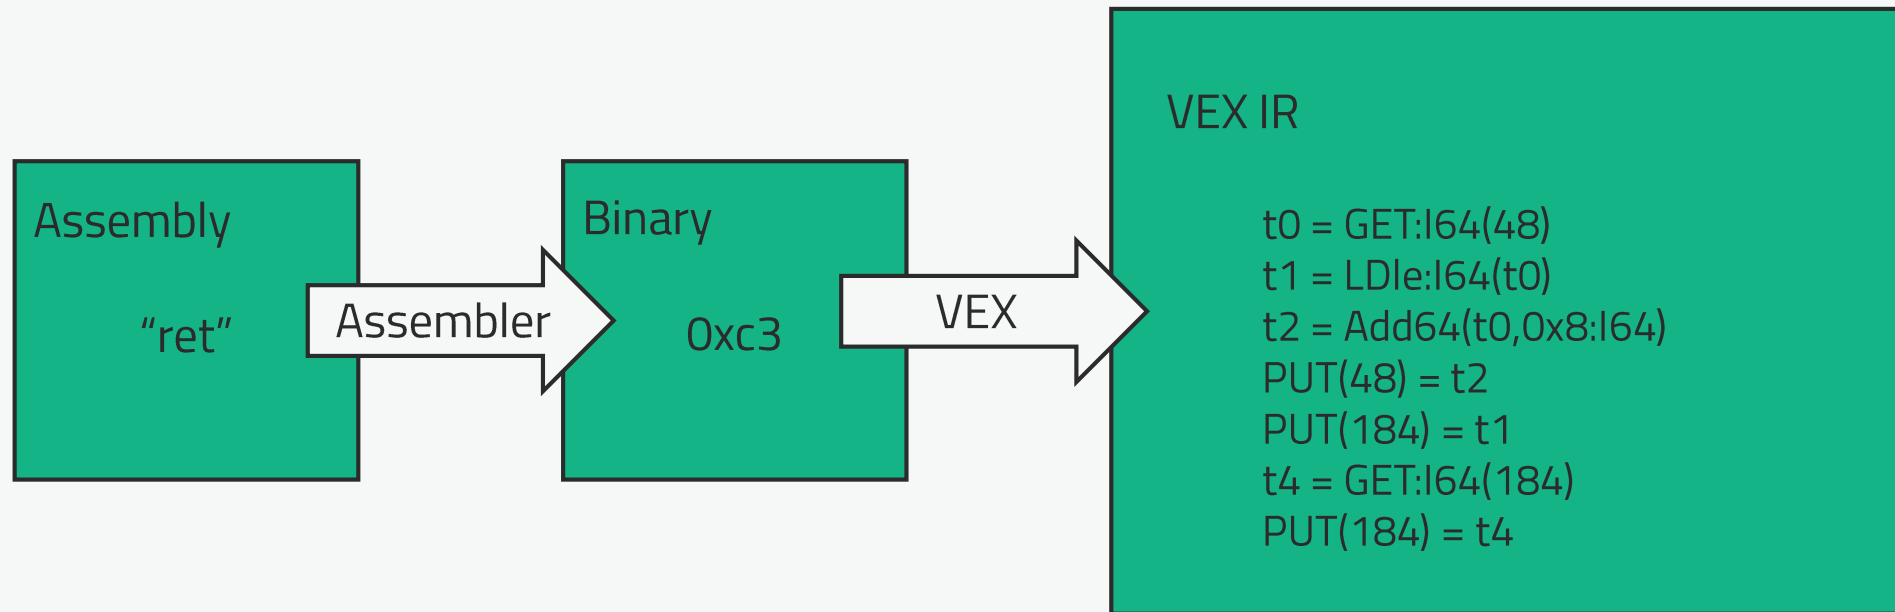 Assembly
“ret”
Assembler
Binary
0xc3
VEX
VEX IR
t0 = GET:I64(48)
t1 = LDle:I64(t0)
t2 = Add64(t0,0x8:I64)
PUT(48) = t2
PUT(184) = t1
t4 = GET:I64(184)
PUT(184) = t4